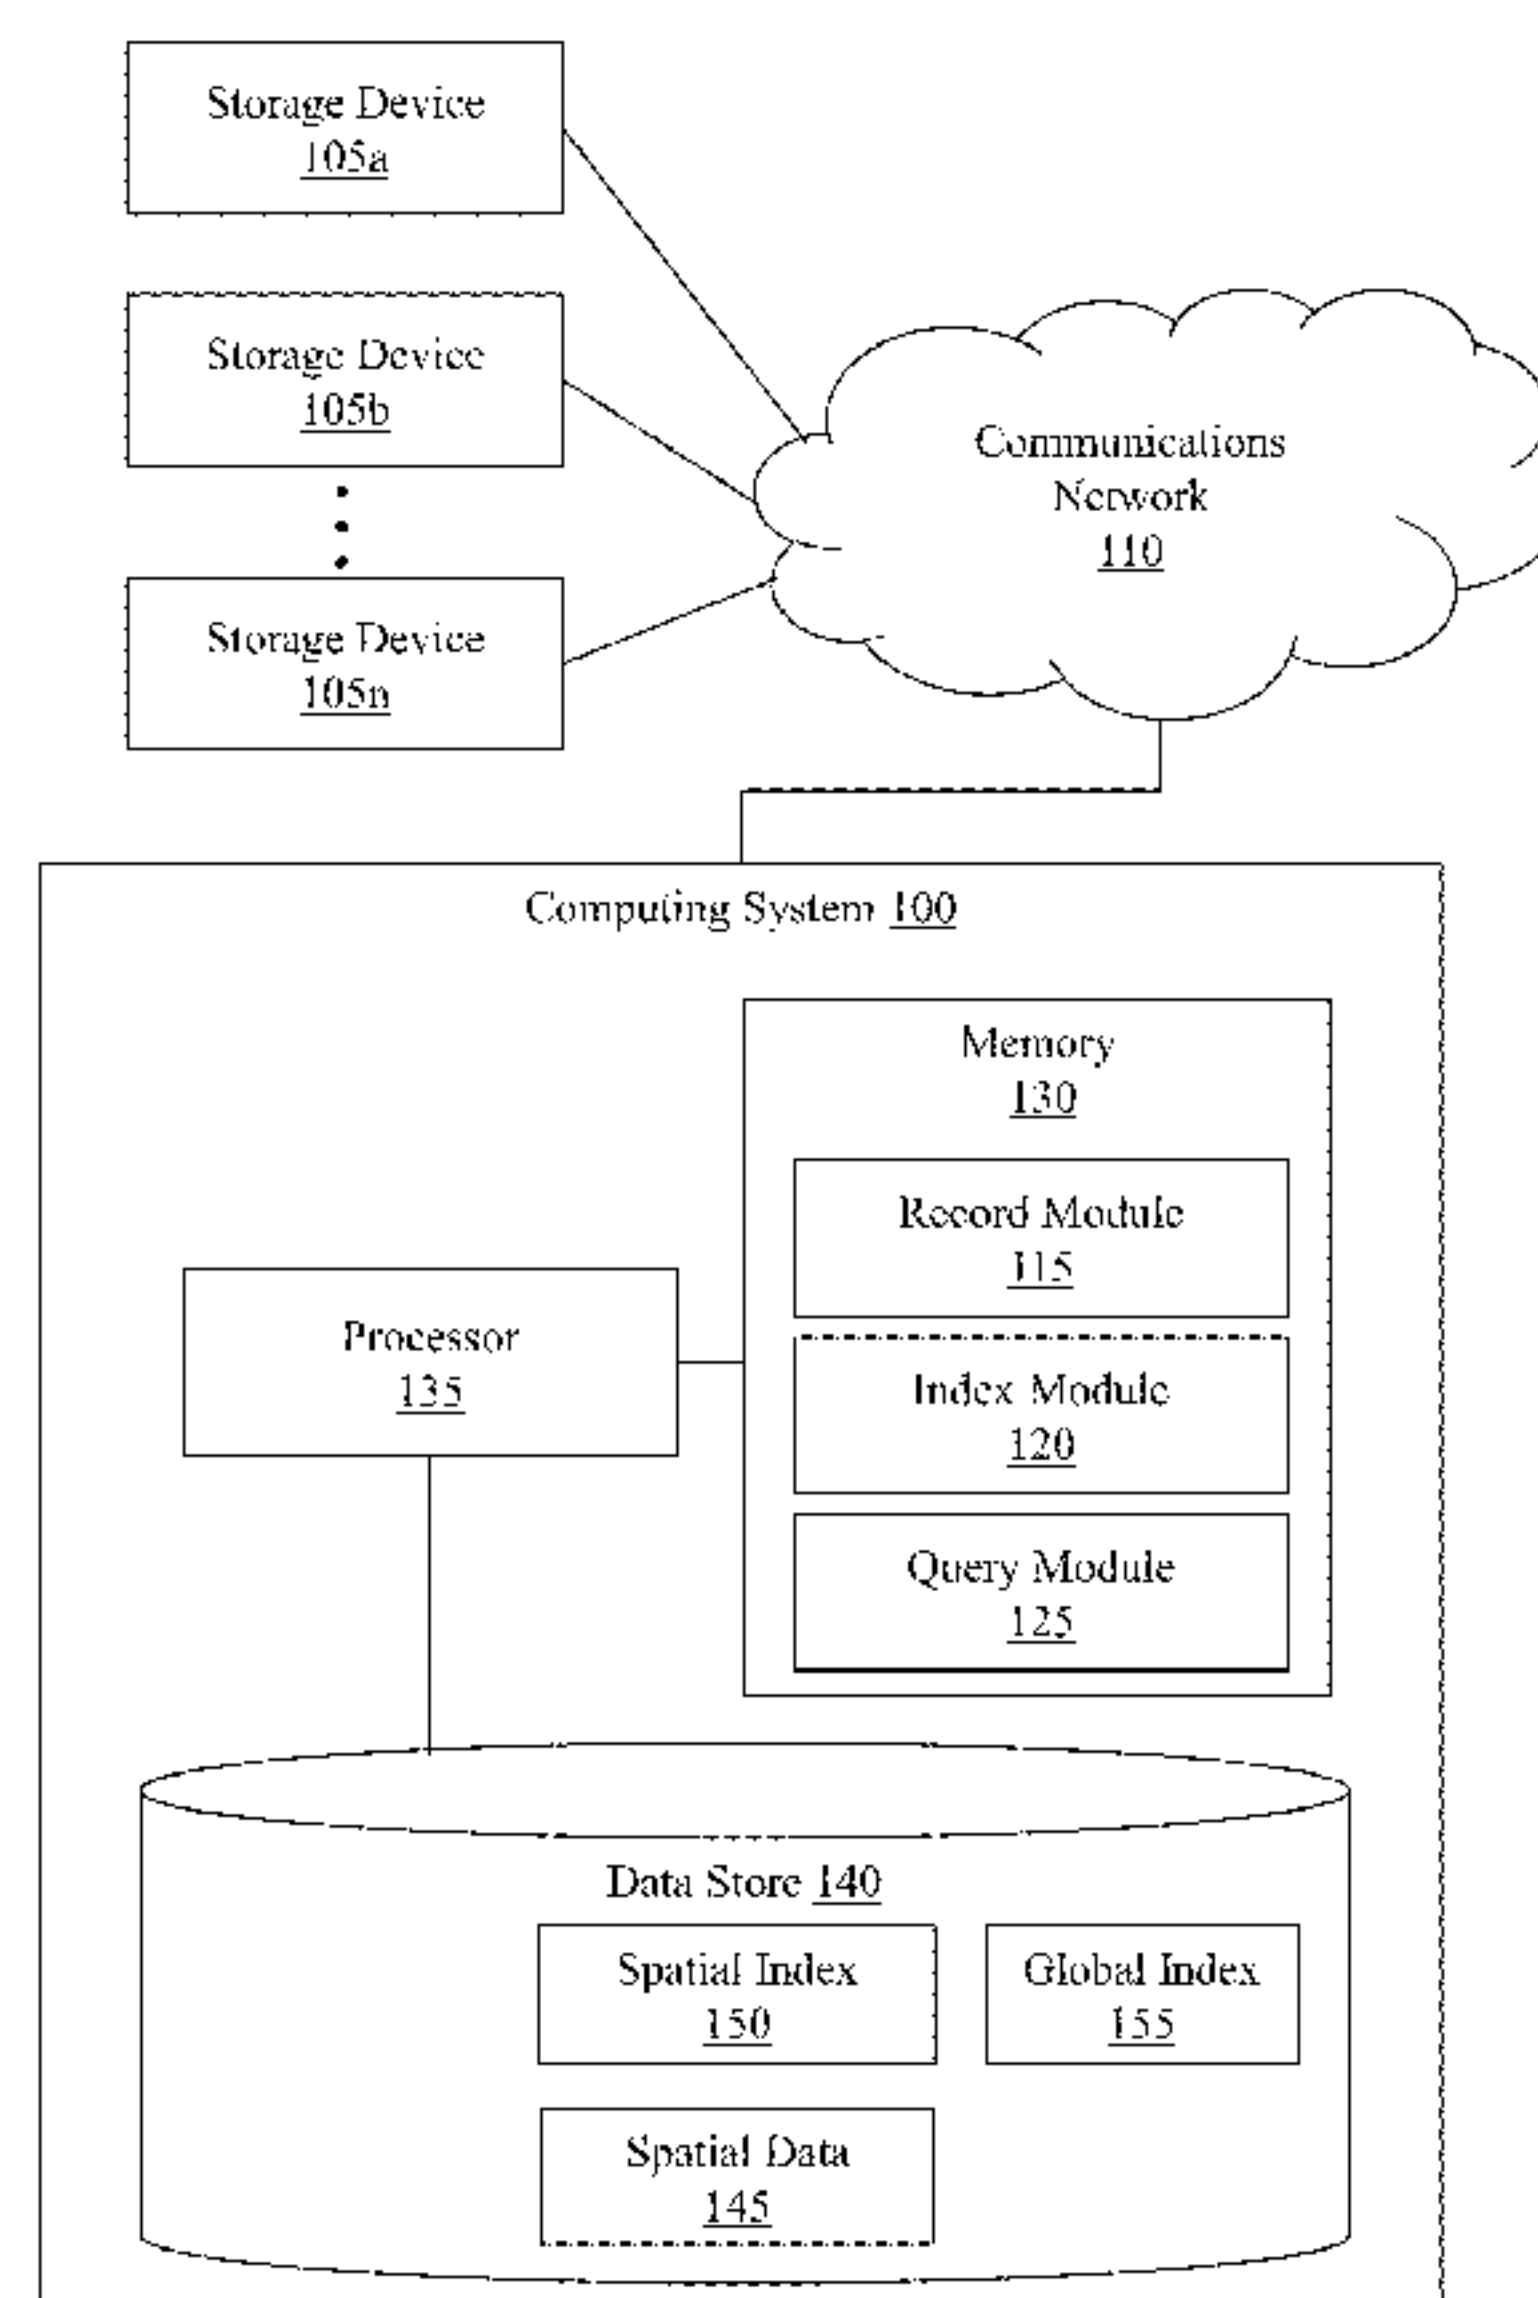 Storage Device
105a
Storage Device
105b
Storage Device
105n
Communications
Network
110
Computing System 100
Memory
130
Record Module
115
Index Module
120
Query Module
125
Processor
135
Data Store 140
Spatial Index
150
Global Index
155
Spatial Data
145